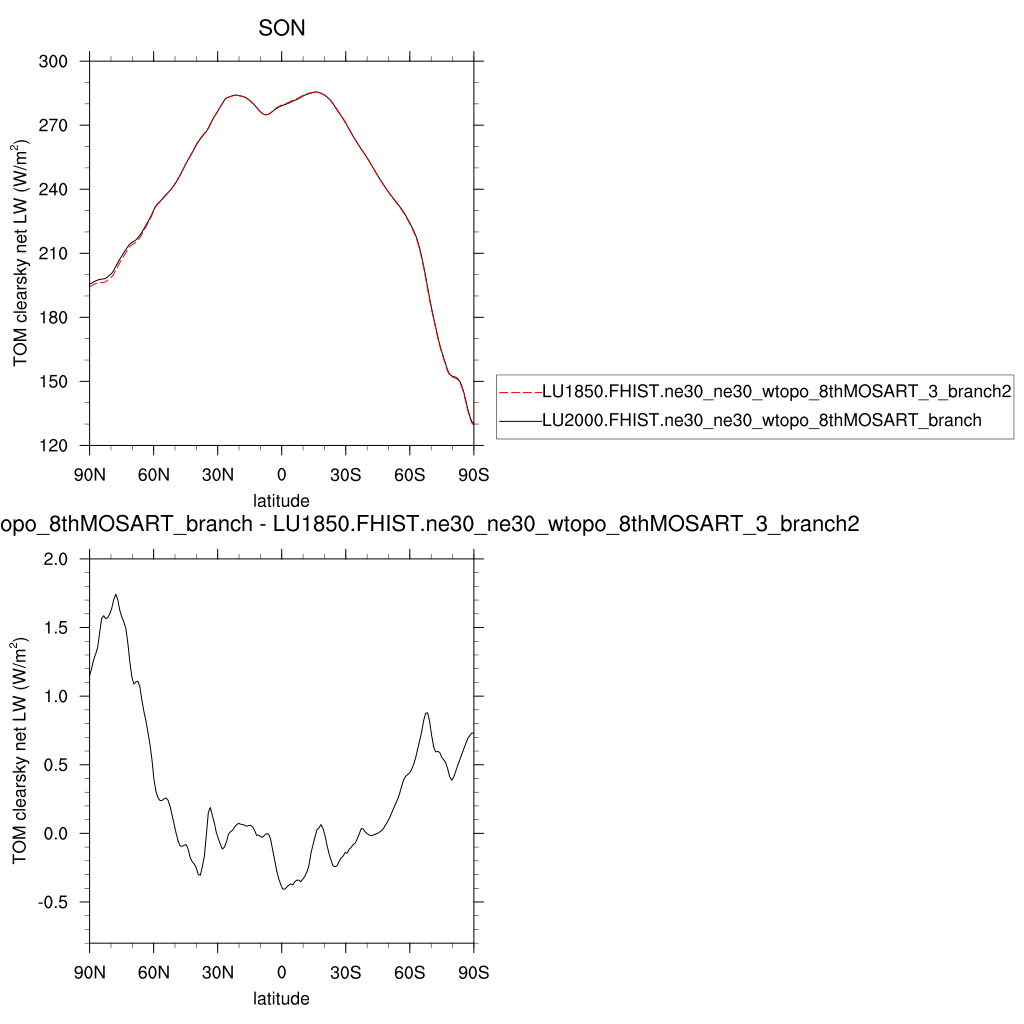 SON
300
270
240
210
180
150
120
TOM clearsky net LW (W/m2)
90N 60N 30N 0 30S 60S 90S
latitude
LU1850.FHIST.ne30_ne30_wtopo_8thMOSART_3_branch2
LU2000.FHIST.ne30_ne30_wtopo_8thMOSART_branch
opo_8thMOSART_branch - LU1850.FHIST.ne30_ne30_wtopo_8thMOSART_3_branch2
2.0
1.5
1.0
0.5
0.0
-0.5
TOM clearsky net LW (W/m2)
90N 60N 30N 0 30S 60S 90S
latitude